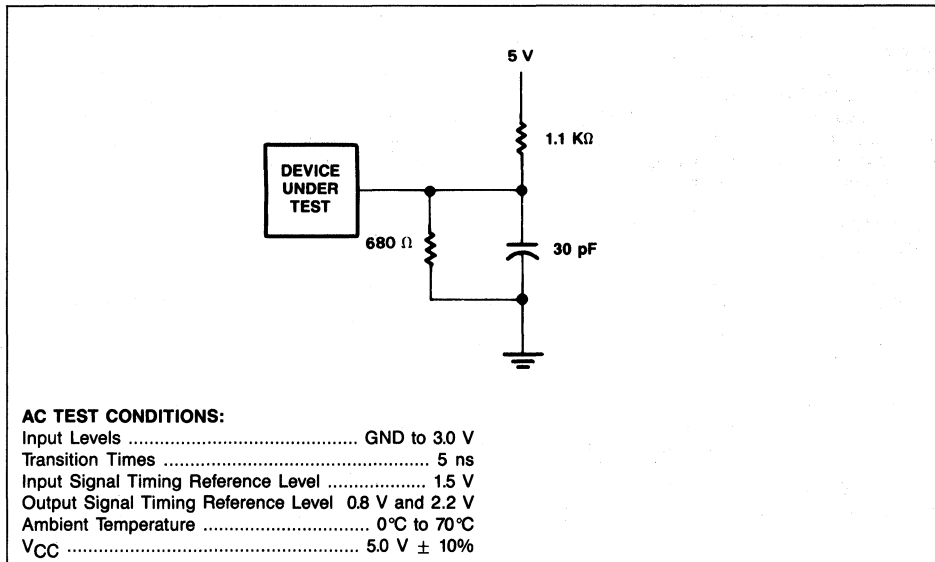 5 V
1.1 KΩ
DEVICE
UNDER
TEST
680 Ω
30 pF
AC TEST CONDITIONS:
Input Levels ............................................ GND to 3.0 V
Transition Times .................................................. 5 ns
Input Signal Timing Reference Level ................... 1.5 V
Output Signal Timing Reference Level 0.8 V and 2.2 V
Ambient Temperature ................................ 0°C to 70°C
VCC ...................................................... 5.0 V ± 10%